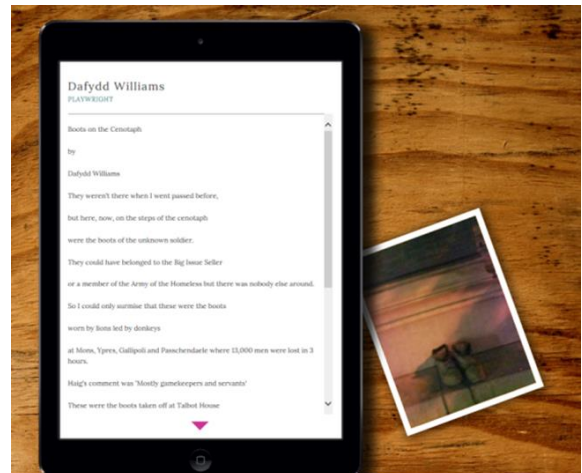 Dafydd Williams
PLAYWRIGHT
Boots on the Cenotaph
by
Dafydd Williams
They weren't there when I went passed before,
but here, now, on the steps of the cenotaph
were the boots of the unknown soldier.
They could have belonged to the Big Issue Seller
or a member of the Army of the Homeless but there was nobody else around.
So I could only surmise that these were the boots
worn by lions led by donkeys
at Mons, Ypres, Gallipoli and Passchendaele where 13,000 men were lost in 3
hours.
Haig's comment was 'Mostly gamekeepers and servants'
These were the boots taken off at Talbot House